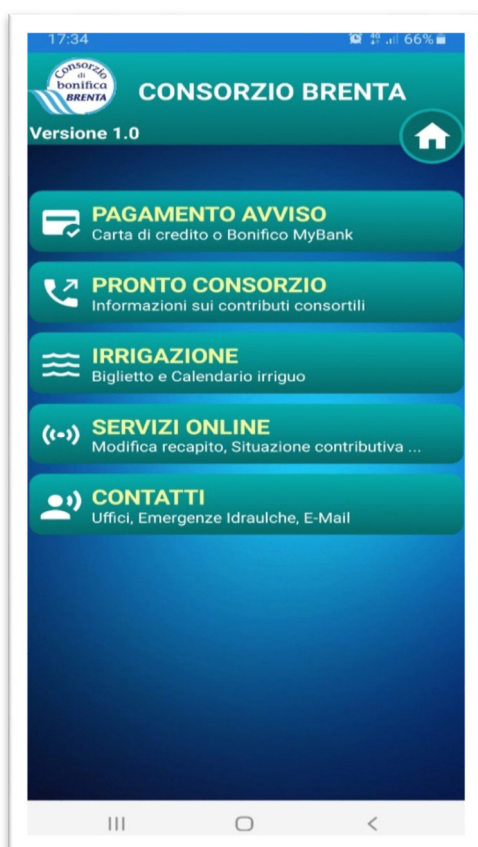 17:34
4G
66%
Consorzio
di
bonifica
BRENTA
CONSORZIO BRENTA
Versione 1.0
PAGAMENTO AVVISO
Carta di credito o Bonifico MyBank
PRONTO CONSORZIO
Informazioni sui contributi consortili
IRRIGAZIONE
Biglietto e Calendario irriguo
SERVIZI ONLINE
Modifica recapito, Situazione contributiva ...
CONTATTI
Uffici, Emergenze Idraulche, E-Mail